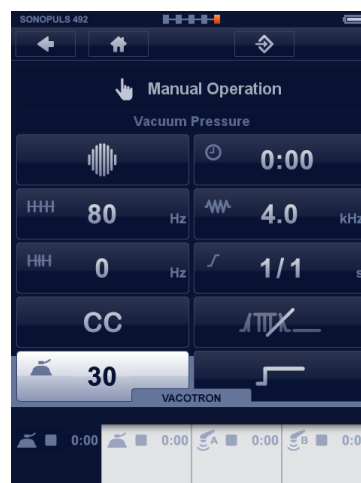 SONOPULS 492
Manual Operation
Vacuum Pressure
0:00
80 Hz
4.0 kHz
0 Hz
1/1 s
CC
30
VACOTRON
0:00
0:00
A 0:00
B 0:0